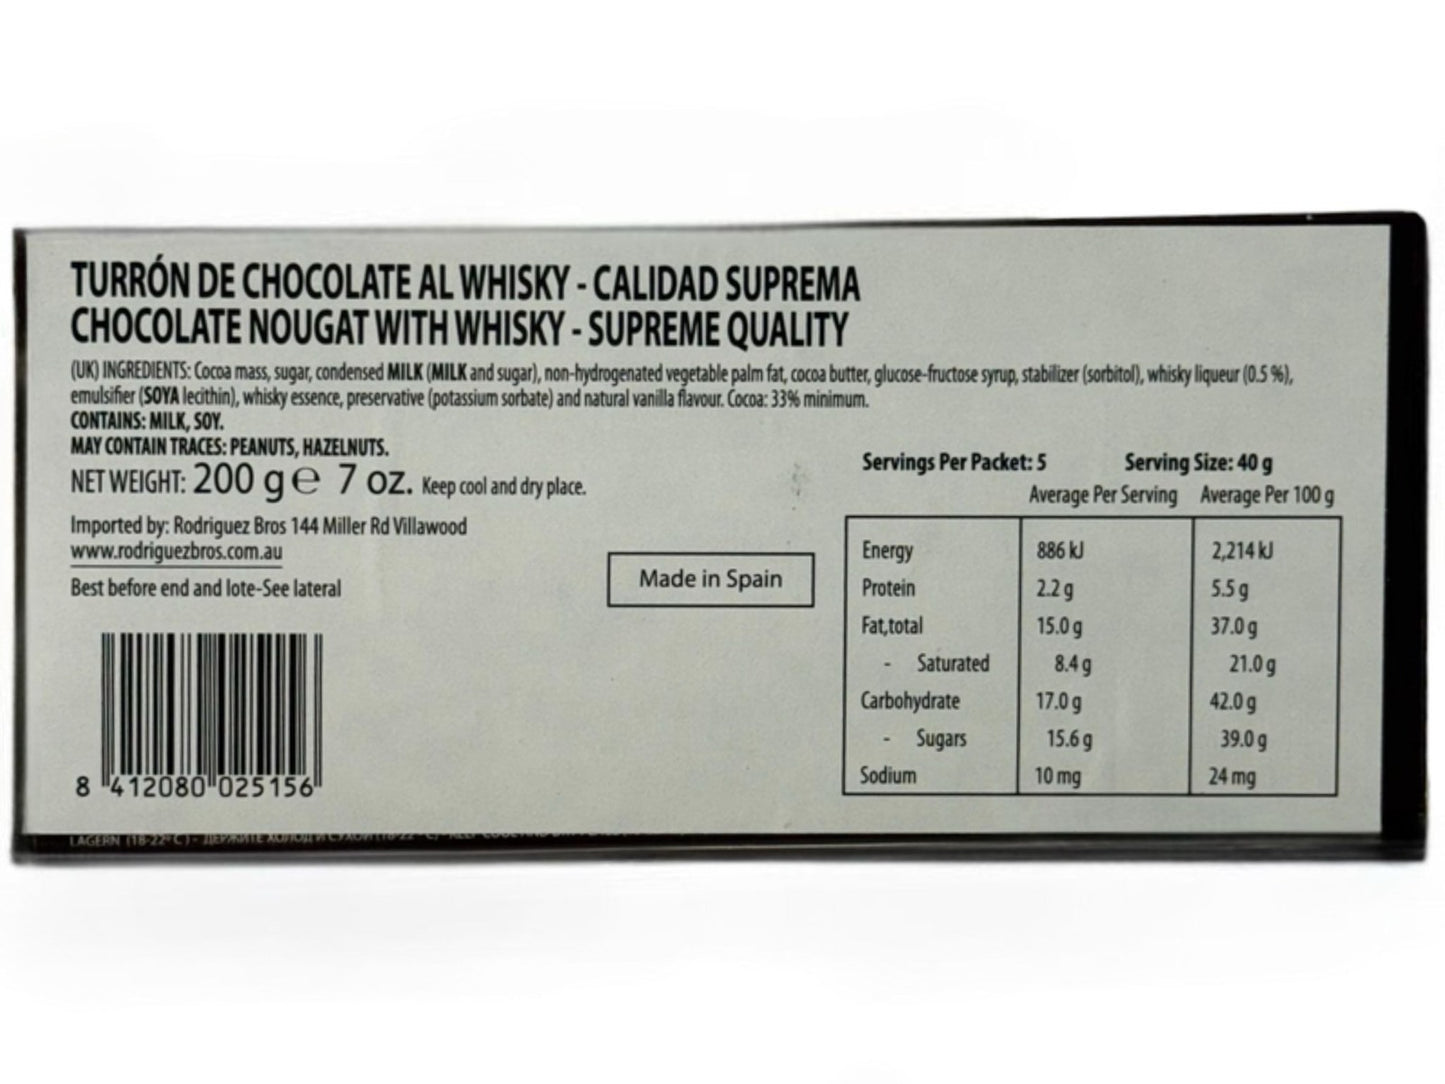 TURRÓN DE CHOCOLATE AL WHISKY - CALIDAD SUPREMA
CHOCOLATE NOUGAT WITH WHISKY - SUPREME QUALITY
(UK) INGREDIENTS: Cocoa mass, sugar, condensed MILK (MILK and sugar), non-hydrogenated vegetable palm fat, cocoa butter, glucose-fructose syrup, stabilizer (sorbitol), whisky liqueur (0.5 %),
emulsifier (SOYA lecithin), whisky essence, preservative (potassium sorbate) and natural vanilla flavour. Cocoa: 33% minimum.
CONTAINS: MILK, SOY.
MAY CONTAIN TRACES: PEANUTS, HAZELNUTS.
NET WEIGHT: 200 g ℮ 7 oz. Keep cool and dry place.
Imported by: Rodriguez Bros 144 Miller Rd Villawood
www.rodriguezbros.com.au
Best before end and lote-See lateral
Made in Spain
8 412080 025156
Servings Per Packet: 5 Serving Size: 40 g
Average Per Serving Average Per 100 g
Energy 886 kJ 2,214 kJ
Protein 2.2 g 5.5 g
Fat,total 15.0 g 37.0 g
- Saturated 8.4 g 21.0 g
Carbohydrate 17.0 g 42.0 g
- Sugars 15.6 g 39.0 g
Sodium 10 mg 24 mg
LAGERN (18-22º C) -